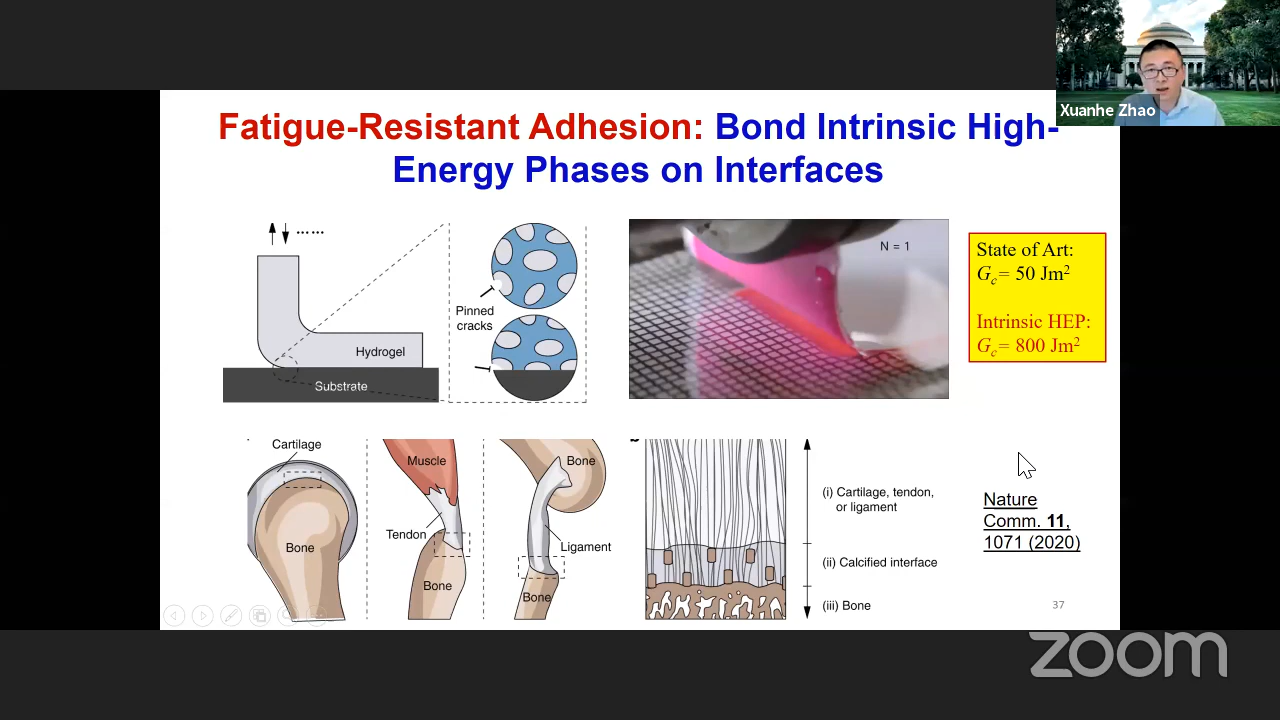 Xuanhe Zhao
Fatigue-Resistant Adhesion: Bond Intrinsic High-
Energy Phases on Interfaces
Hydrogel
Substrate
Pinned
cracks
N = 1
State of Art:
Gc= 50 Jm²
Intrinsic HEP:
Gc= 800 Jm²
Cartilage
Bone
Muscle
Tendon
Bone
Bone
Ligament
Bone
(i) Cartilage, tendon,
or ligament
(ii) Calcified interface
(iii) Bone
Nature
Comm. 11,
1071 (2020)
37
zoom